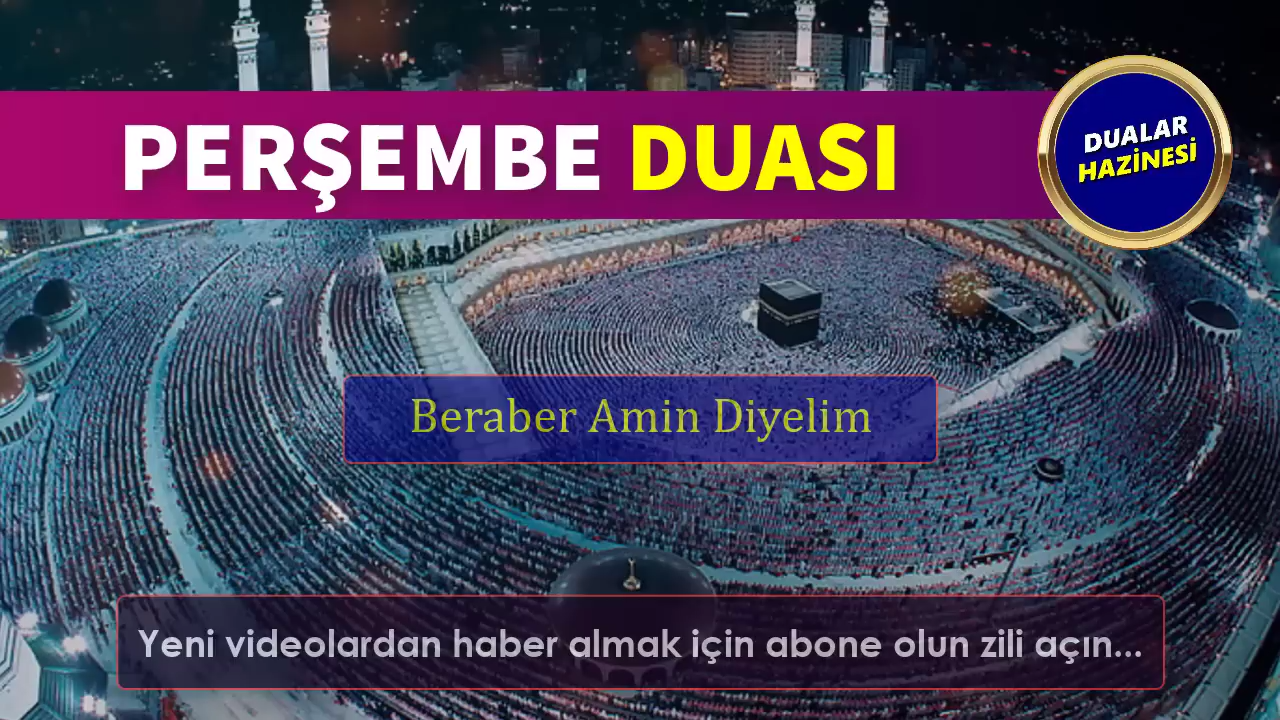 PERŞEMBE DUASI
DUALAR
HAZİNESİ
Beraber Amin Diyelim
Yeni videolardan haber almak için abone olun zili açın...